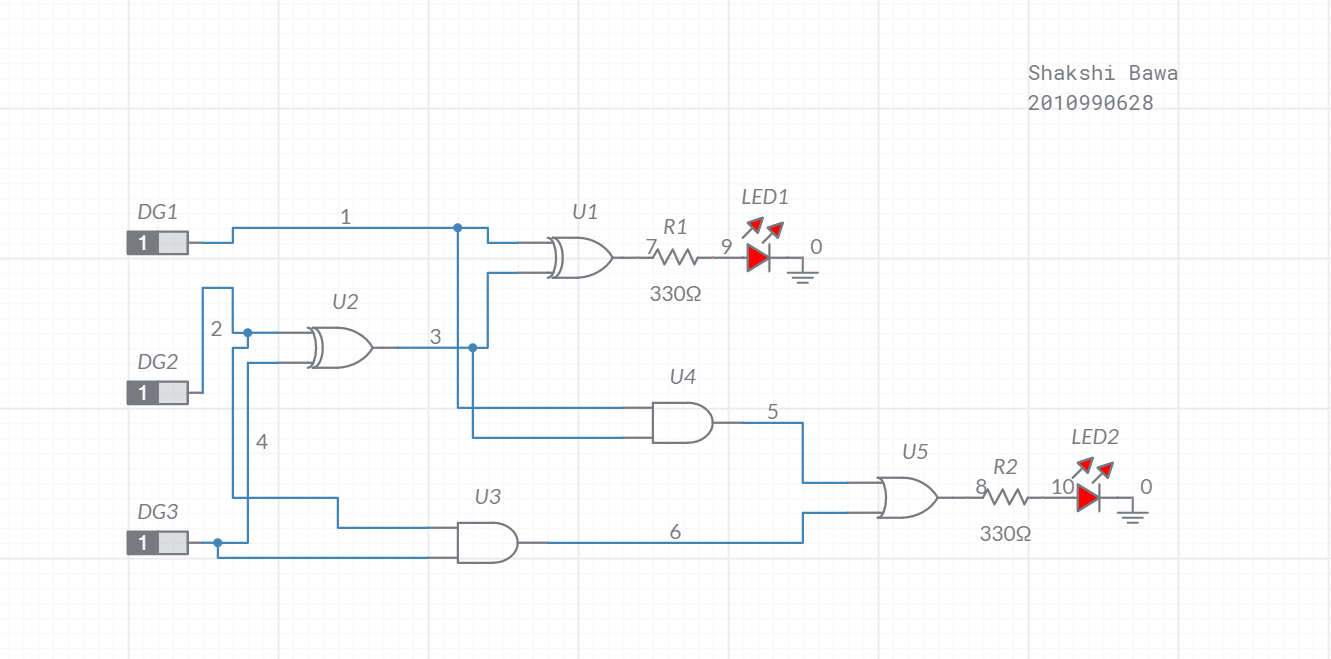 Shakshi Bawa
2010990628
LED1
DG1
1
U1
R1
1
7
9
0
330Ω
U2
2
3
DG2
1
U4
5
4
LED2
U5
R2
8
10
0
U3
DG3
1
6
330Ω